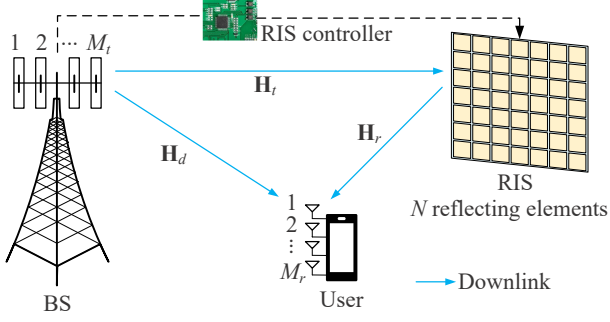 1 2 ··· M_t
RIS controller
H_t
H_d
H_r
RIS
N reflecting elements
1
2
⋮
M_r
BS
User
Downlink